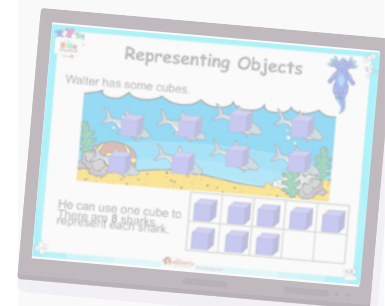 Representing Objects
Walter has some cubes.
He can use one cube to
There are 8 sharks.
represent each shark.